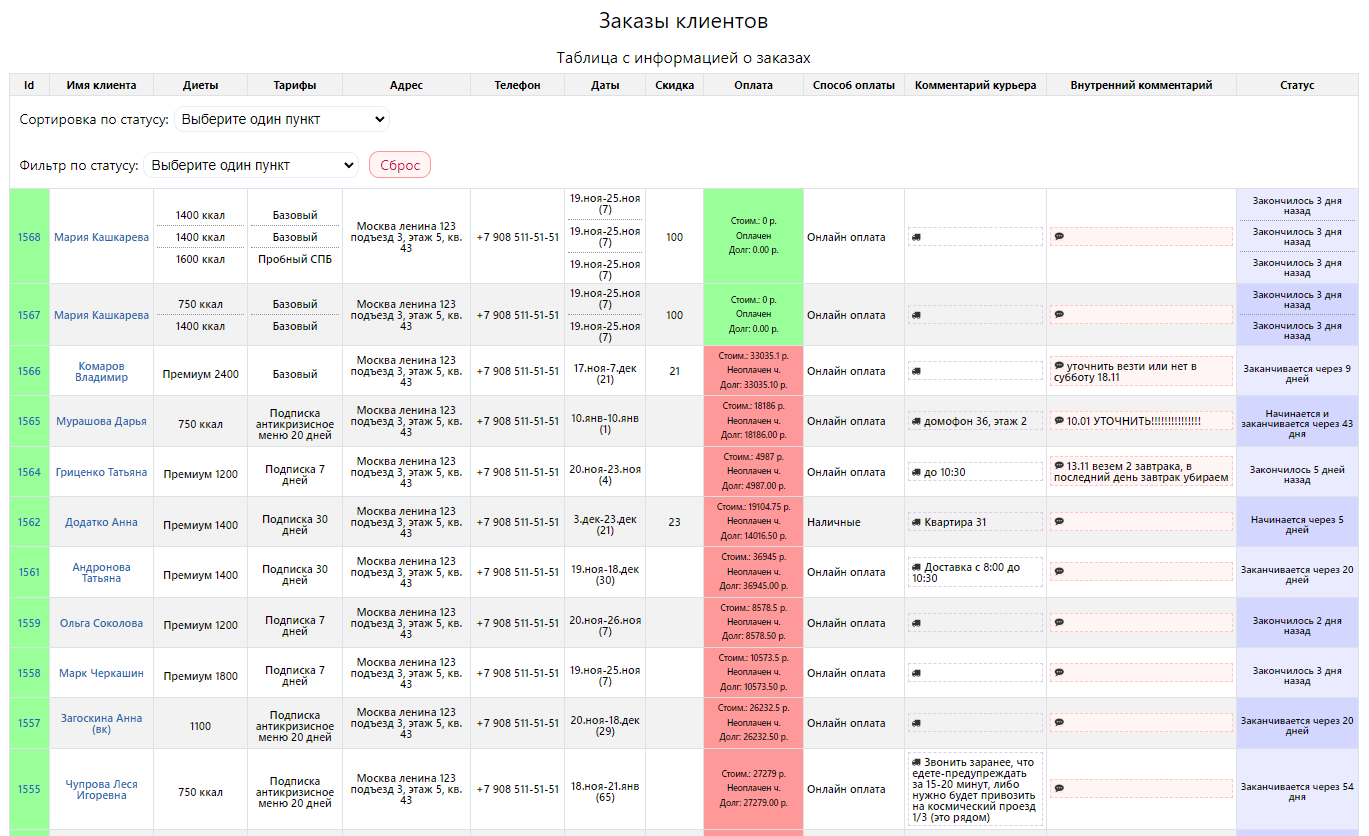 Заказы клиентов
Таблица с информацией о заказах
Id Имя клиента Диеты Тарифы Адрес Телефон Даты Скидка Оплата Способ оплаты Комментарий курьера Внутренний комментарий Статус
Сортировка по статусу: Выберите один пункт
Фильтр по статусу: Выберите один пункт Сброс
1568
Мария Кашкарева
1400 ккал
1400 ккал
1600 ккал
Базовый
Базовый
Пробный СПБ
Москва ленина 123
подъезд 3, этаж 5, кв.
43
+7 908 511-51-51
19.ноя-25.ноя
(7)
19.ноя-25.ноя
(7)
19.ноя-25.ноя
(7)
100
Стоим.: 0 р.
Оплачен
Долг: 0.00 р.
Онлайн оплата
Закончилось 3 дня
назад
Закончилось 3 дня
назад
Закончилось 3 дня
назад
1567
Мария Кашкарева
750 ккал
1400 ккал
Базовый
Базовый
Москва ленина 123
подъезд 3, этаж 5, кв.
43
+7 908 511-51-51
19.ноя-25.ноя
(7)
19.ноя-25.ноя
(7)
100
Стоим.: 0 р.
Оплачен
Долг: 0.00 р.
Онлайн оплата
Закончилось 3 дня
назад
Закончилось 3 дня
назад
1566
Комаров
Владимир
Премиум 2400
Базовый
Москва ленина 123
подъезд 3, этаж 5, кв.
43
+7 908 511-51-51
17.ноя-7.дек
(21)
21
Стоим.: 33035.1 р.
Неоплачен ч.
Долг: 33035.10 р.
Онлайн оплата
уточнить везти или нет в
субботу 18.11
Заканчивается через 9
дней
1565
Мурашова Дарья
750 ккал
Подписка
антикризисное
меню 20 дней
Москва ленина 123
подъезд 3, этаж 5, кв.
43
+7 908 511-51-51
10.янв-10.янв
(1)
Стоим.: 18186 р.
Неоплачен ч.
Долг: 18186.00 р.
Онлайн оплата
домофон 36, этаж 2
10.01 УТОЧНИТЬ!!!!!!!!!!!!!!!
Начинается и
заканчивается через 43
дня
1564
Гриценко Татьяна
Премиум 1200
Подписка 7
дней
Москва ленина 123
подъезд 3, этаж 5, кв.
43
+7 908 511-51-51
20.ноя-23.ноя
(4)
Стоим.: 4987 р.
Неоплачен ч.
Долг: 4987.00 р.
Онлайн оплата
до 10:30
13.11 везем 2 завтрака, в
последний день завтрак убираем
Закончилось 5 дней
назад
1562
Додатко Анна
Премиум 1400
Подписка 30
дней
Москва ленина 123
подъезд 3, этаж 5, кв.
43
+7 908 511-51-51
3.дек-23.дек
(21)
23
Стоим.: 19104.75 р.
Неоплачен ч.
Долг: 14016.50 р.
Наличные
Квартира 31
Начинается через 5
дней
1561
Андронова
Татьяна
Премиум 1400
Подписка 30
дней
Москва ленина 123
подъезд 3, этаж 5, кв.
43
+7 908 511-51-51
19.ноя-18.дек
(30)
Стоим.: 36945 р.
Неоплачен ч.
Долг: 36945.00 р.
Онлайн оплата
Доставка с 8:00 до
10:30
Заканчивается через 20
дней
1559
Ольга Соколова
Премиум 1200
Подписка 7
дней
Москва ленина 123
подъезд 3, этаж 5, кв.
43
+7 908 511-51-51
20.ноя-26.ноя
(7)
Стоим.: 8578.5 р.
Неоплачен ч.
Долг: 8578.50 р.
Онлайн оплата
Закончилось 2 дня
назад
1558
Марк Черкашин
Премиум 1800
Подписка 7
дней
Москва ленина 123
подъезд 3, этаж 5, кв.
43
+7 908 511-51-51
19.ноя-25.ноя
(7)
Стоим.: 10573.5 р.
Неоплачен ч.
Долг: 10573.50 р.
Онлайн оплата
Закончилось 3 дня
назад
1557
Загоскина Анна
(вк)
1100
Подписка
антикризисное
меню 20 дней
Москва ленина 123
подъезд 3, этаж 5, кв.
43
+7 908 511-51-51
20.ноя-18.дек
(29)
Стоим.: 26232.5 р.
Неоплачен ч.
Долг: 26232.50 р.
Онлайн оплата
Заканчивается через 20
дней
1555
Чупрова Леся
Игоревна
750 ккал
Подписка
антикризисное
меню 20 дней
Москва ленина 123
подъезд 3, этаж 5, кв.
43
+7 908 511-51-51
18.ноя-21.янв
(65)
Стоим.: 27279 р.
Неоплачен ч.
Долг: 27279.00 р.
Онлайн оплата
Звонить заранее, что
едете-предупреждать
за 15-20 минут, либо
нужно будет привозить
на космический проезд
1/3 (это рядом)
Заканчивается через 54
дня